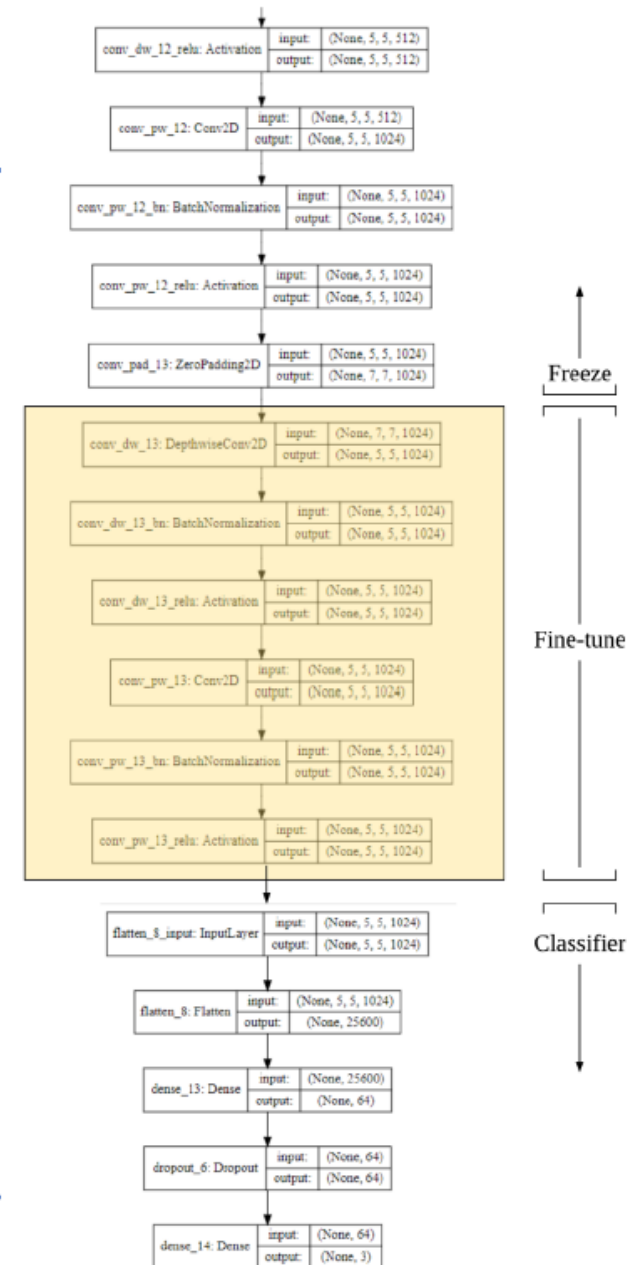 conv_dw_12_relu: Activation
input: (None, 5, 5, 512)
output: (None, 5, 5, 512)
conv_pw_12: Conv2D
input: (None, 5, 5, 512)
output: (None, 5, 5, 1024)
conv_pw_12_bn: BatchNormalization
input: (None, 5, 5, 1024)
output: (None, 5, 5, 1024)
conv_pw_12_relu: Activation
input: (None, 5, 5, 1024)
output: (None, 5, 5, 1024)
conv_pad_13: ZeroPadding2D
input: (None, 5, 5, 1024)
output: (None, 7, 7, 1024)
Freeze
conv_dw_13: DepthwiseConv2D
input: (None, 7, 7, 1024)
output: (None, 5, 5, 1024)
conv_dw_13_bn: BatchNormalization
input: (None, 5, 5, 1024)
output: (None, 5, 5, 1024)
conv_dw_13_relu: Activation
input: (None, 5, 5, 1024)
output: (None, 5, 5, 1024)
Fine-tune
conv_pw_13: Conv2D
input: (None, 5, 5, 1024)
output: (None, 5, 5, 1024)
conv_pw_13_bn: BatchNormalization
input: (None, 5, 5, 1024)
output: (None, 5, 5, 1024)
conv_pw_13_relu: Activation
input: (None, 5, 5, 1024)
output: (None, 5, 5, 1024)
flatten_8_input: InputLayer
input: (None, 5, 5, 1024)
output: (None, 5, 5, 1024)
Classifier
flatten_8: Flatten
input: (None, 5, 5, 1024)
output: (None, 25600)
dense_13: Dense
input: (None, 25600)
output: (None, 64)
dropout_6: Dropout
input: (None, 64)
output: (None, 64)
dense_14: Dense
input: (None, 64)
output: (None, 3)